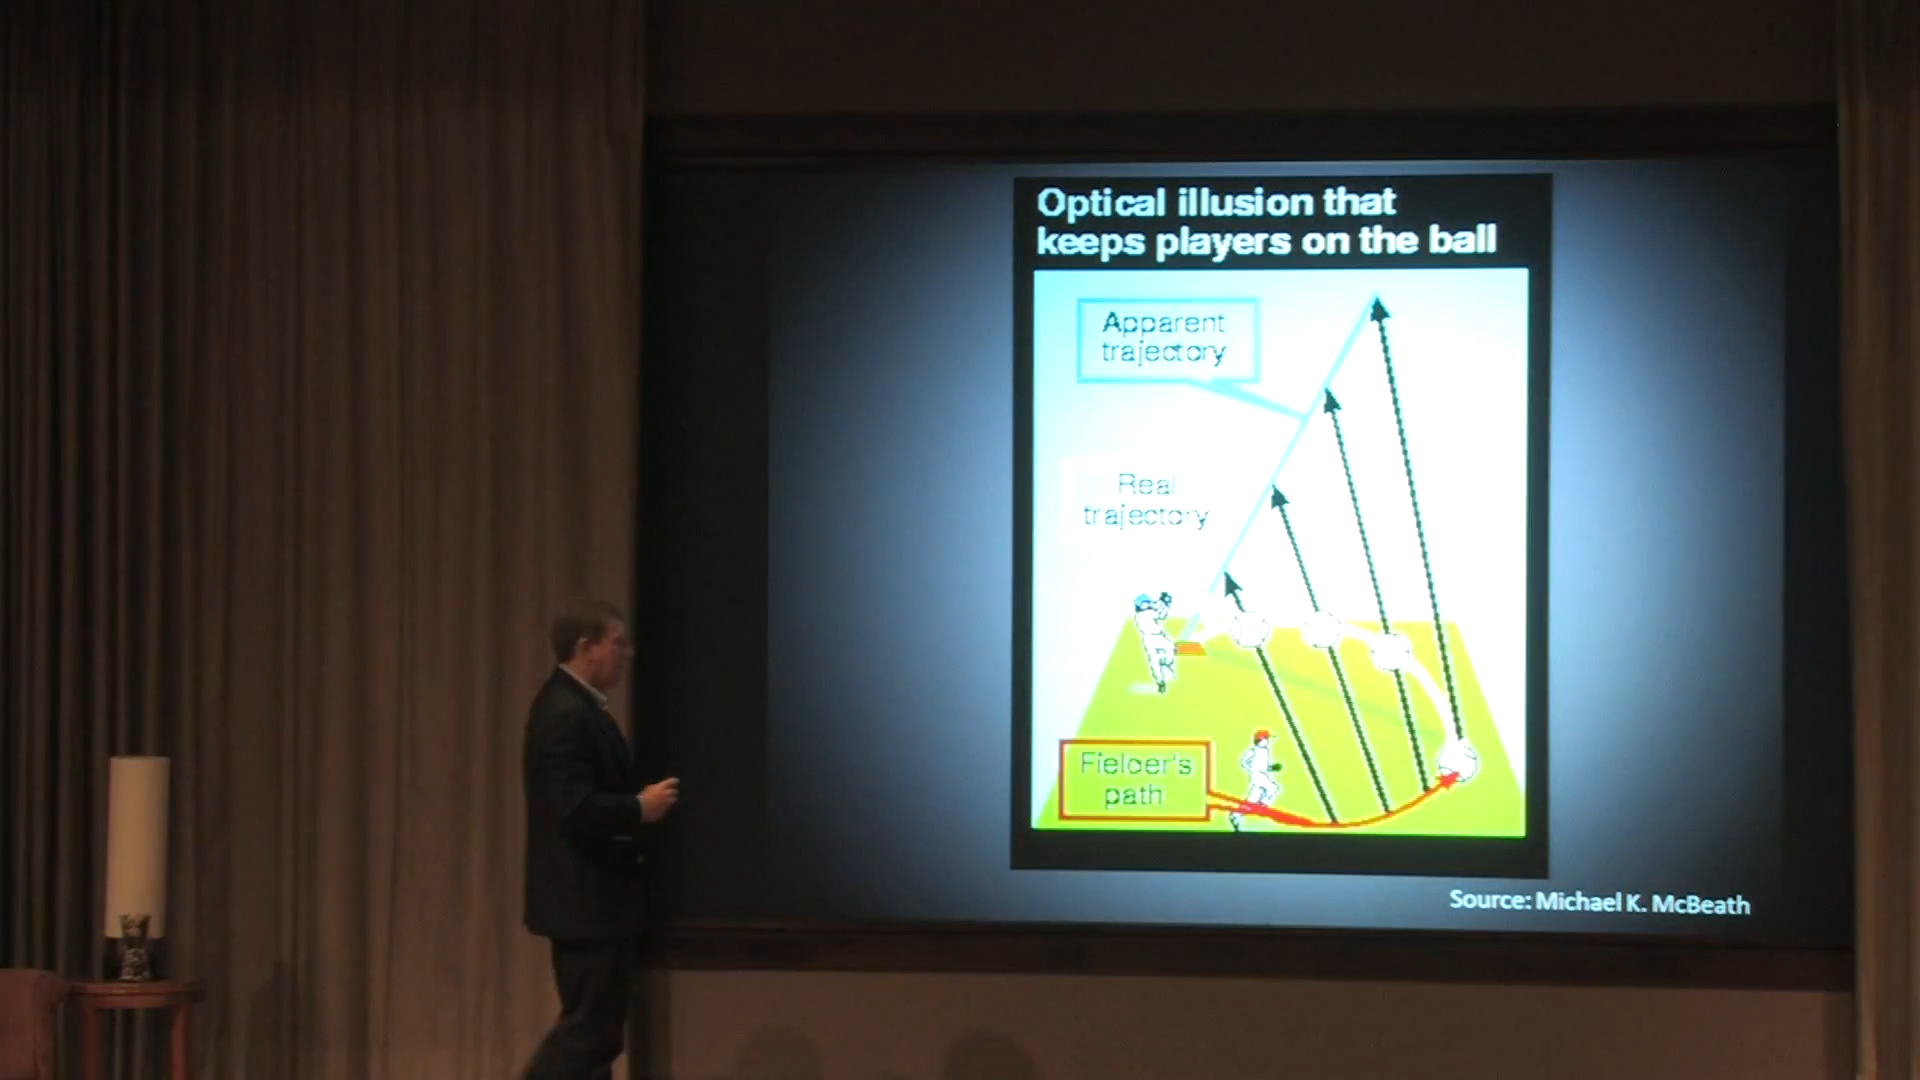 Optical illusion that
keeps players on the ball
Apparent
trajectory
Real
trajectory
Fielder's
path
Source: Michael K. McBeath